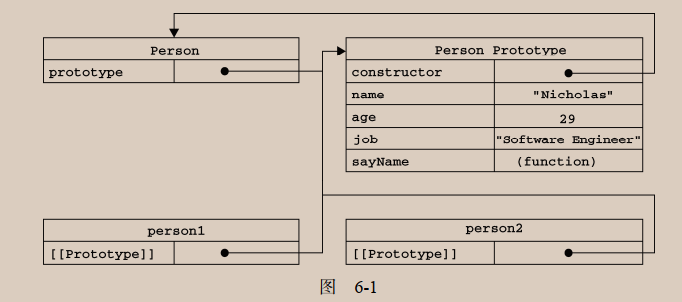 Person
prototype
Person Prototype
constructor
name "Nicholas"
age 29
job "Software Engineer"
sayName (function)
person1
[[Prototype]]
person2
[[Prototype]]
图 6-1